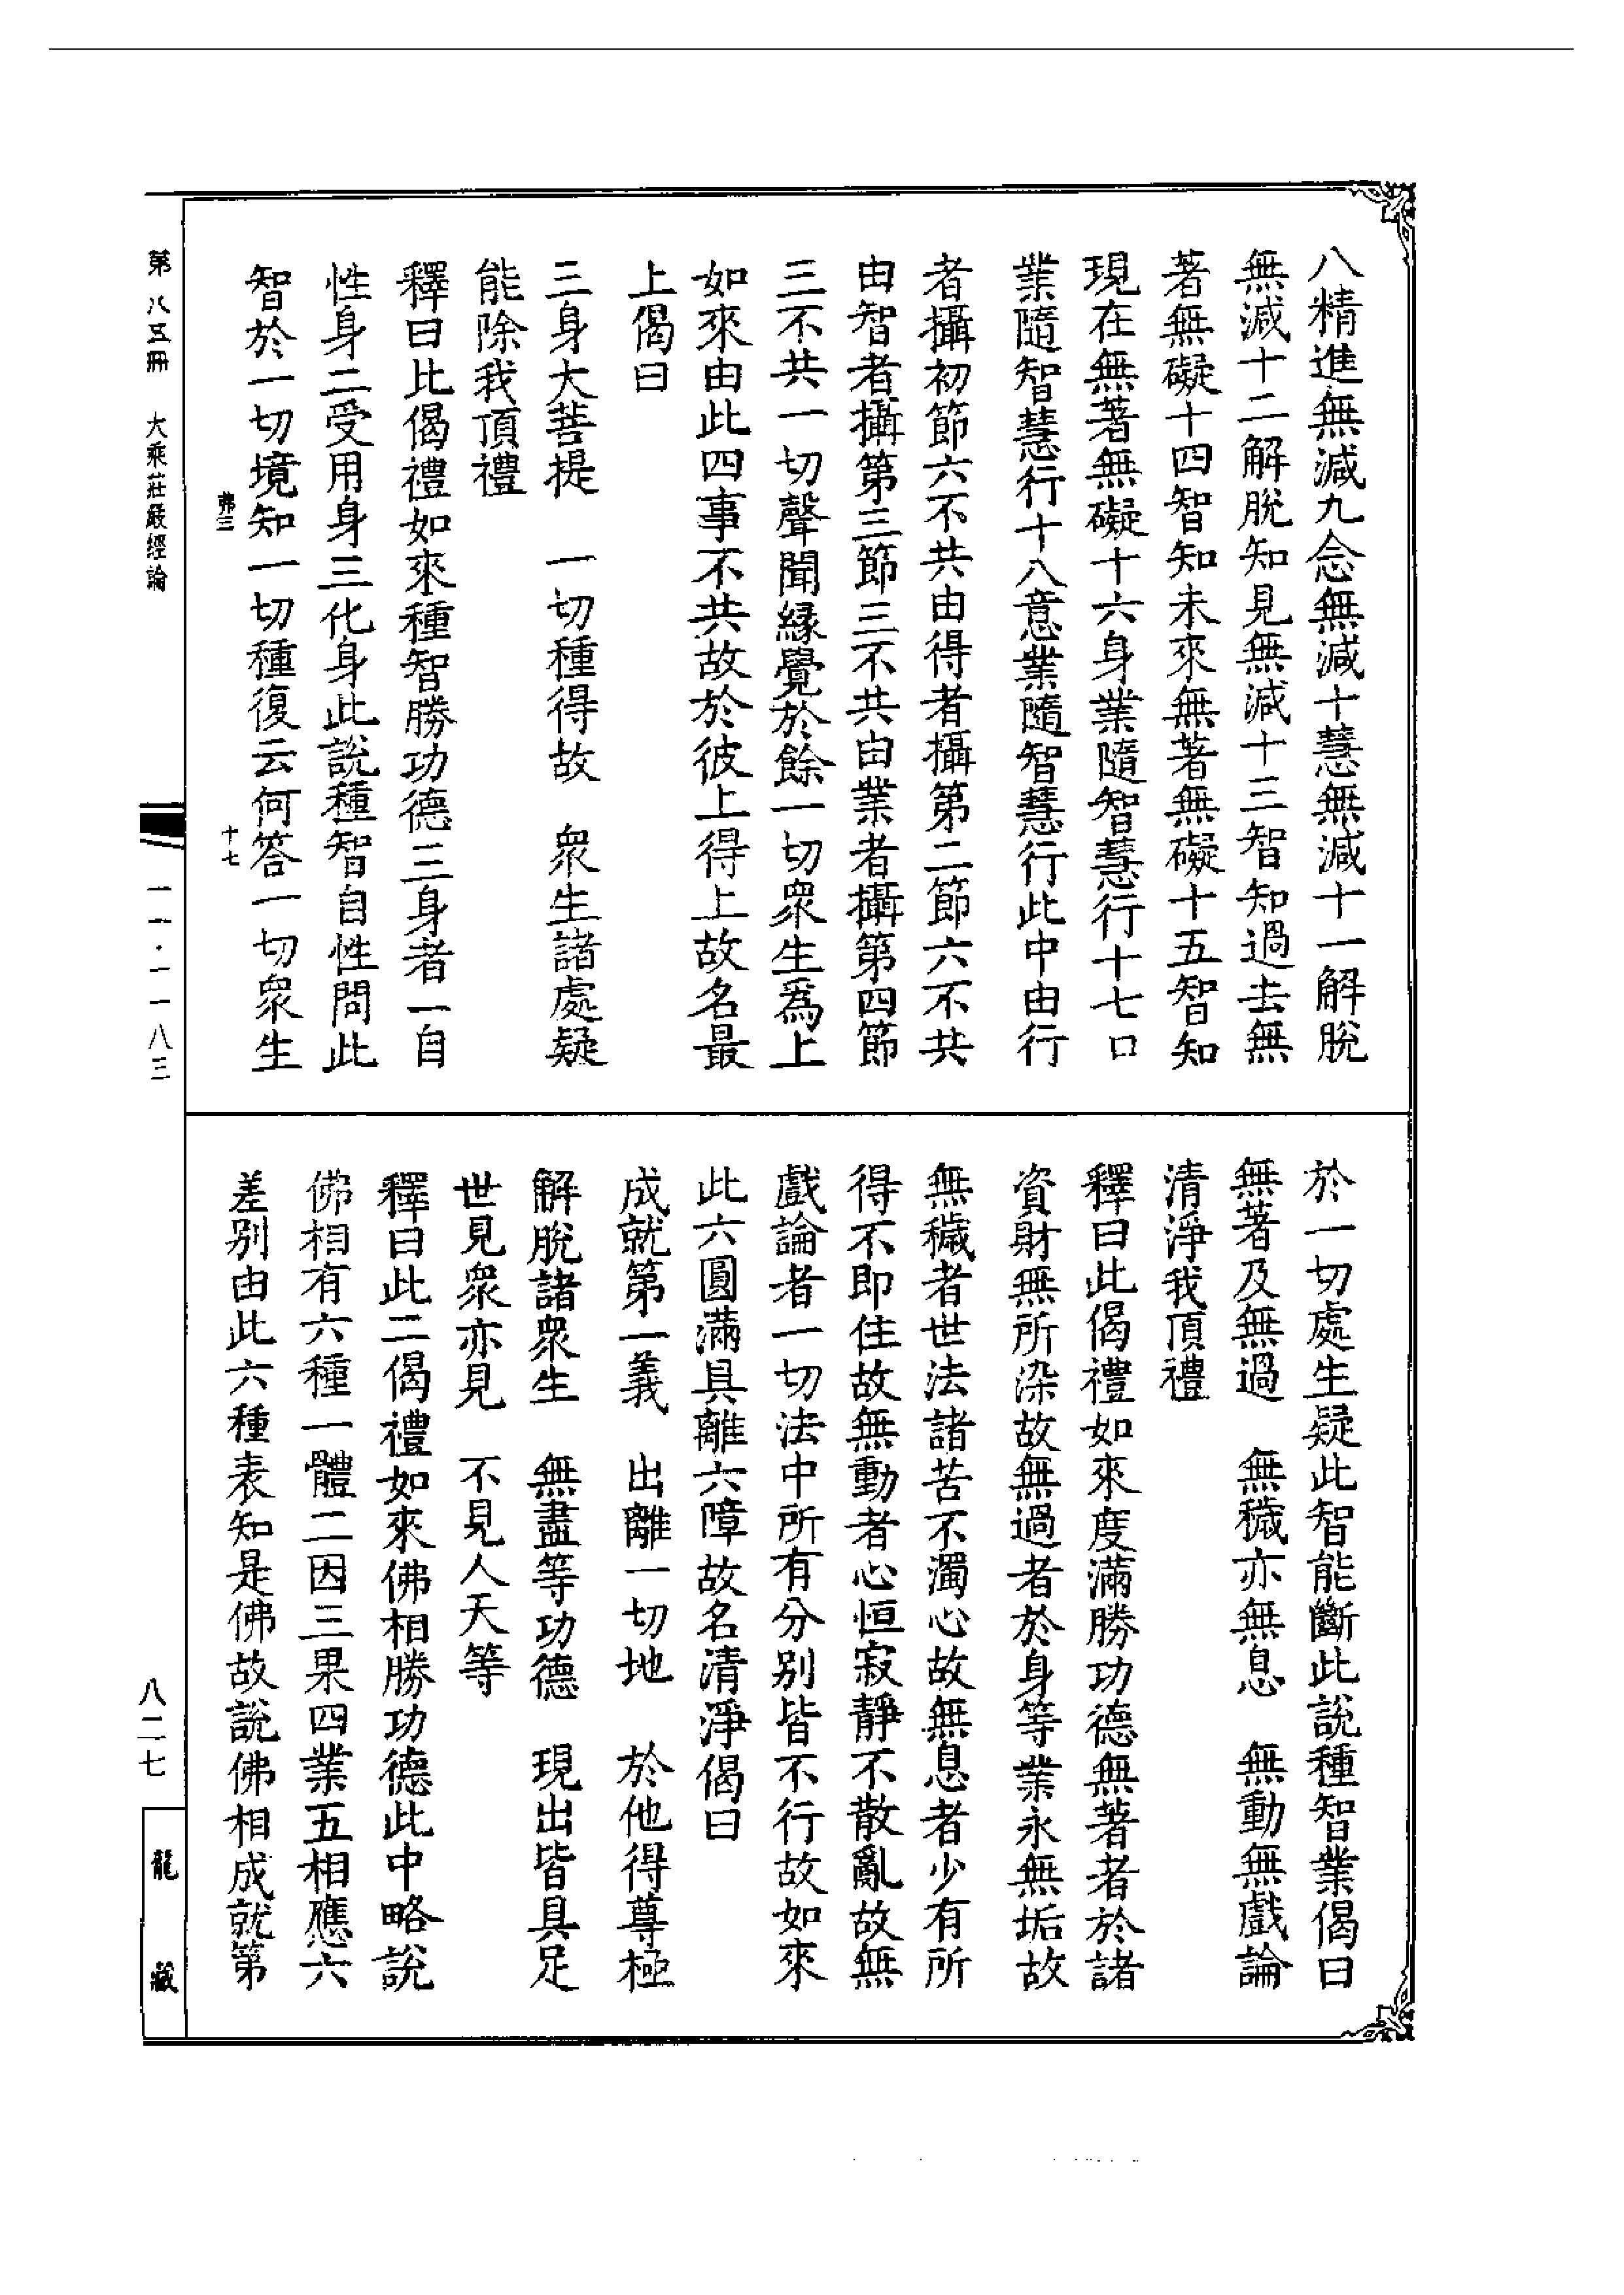 八精進無減九念無減十慧無減十一解脫
無減十二解脫知見無減十三智知過去無
著無礙十四智知未來無著無礙十五智知
現在無著無礙十六身業隨智慧行十七口
業隨智慧行十八意業隨智慧行此中由行
者攝初節六不共由得者攝第二節六不共
由智者攝第三節三不共由業者攝第四節
三不共一切聲聞緣覺於餘一切衆生爲上
如來由此四事不共故於彼上得上故名最
上偈曰
三身大菩提　一切種得故　衆生諸處疑
能除我頂禮
釋曰此偈禮如來種智勝功德三身者一自
性身二受用身三化身此說種智自性問此
智於一切境知一切種復云何答一切衆生
弗三　十七
於一切處生疑此智能斷此說種智業偈曰
無著及無過　無穢亦無息　無動無戲論
清淨我頂禮
釋曰此偈禮如來度滿勝功德無著者於諸
資財無所染故無過者於身等業永無垢故
無穢者世法諸苦不濁心故無息者少有所
得不即住故無動者心恒寂靜不散亂故無
戲論者一切法中所有分別皆不行故如來
此六圓滿具離六障故名清淨偈曰
成就第一義　出離一切地　於他得尊極
解脫諸衆生　無盡等功德　現出皆具足
世見衆亦見　不見人天等
釋曰此二偈禮如來佛相勝功德此中略說
佛相有六種一體二因三果四業五相應六
差別由此六種表知是佛故說佛相成就第
第八五冊　大乘莊嚴經論
一一·一一八三
八二七
龍藏